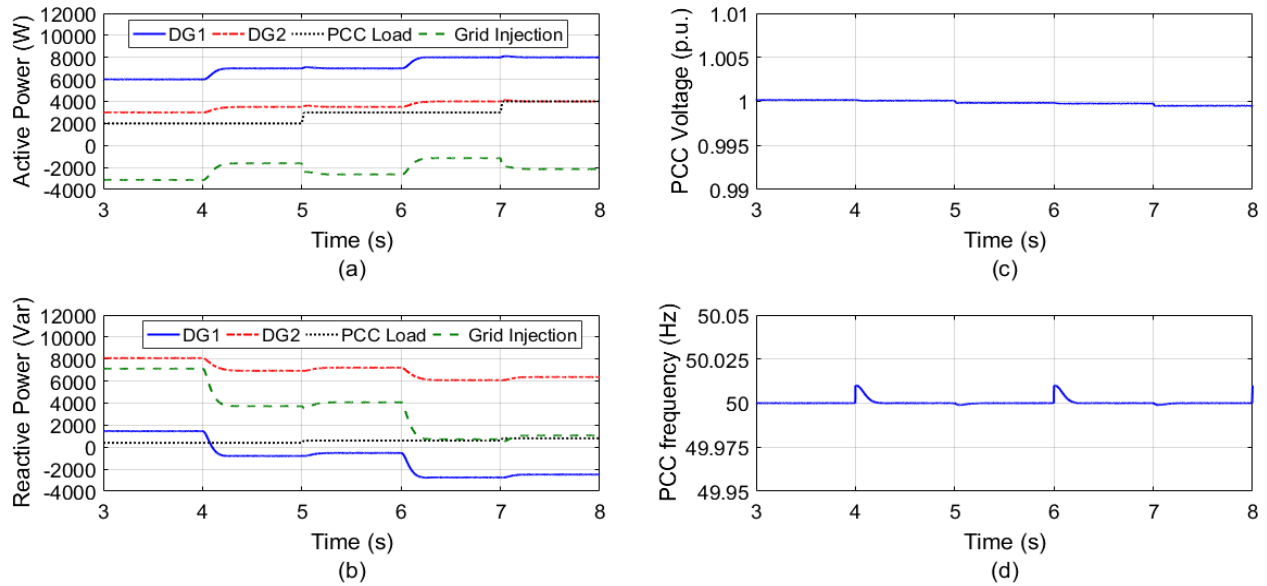 12000
10000
8000
6000
4000
2000
0
-2000
-4000
Active Power (W)
DG1 DG2 PCC Load Grid Injection
3 4 5 6 7 8
Time (s)
(a)
1.01
1.005
1
0.995
0.99
PCC Voltage (p.u.)
3 4 5 6 7 8
Time (s)
(c)
12000
10000
8000
6000
4000
2000
0
-2000
-4000
Reactive Power (Var)
DG1 DG2 PCC Load Grid Injection
3 4 5 6 7 8
Time (s)
(b)
50.05
50.025
50
49.975
49.95
PCC frequency (Hz)
3 4 5 6 7 8
Time (s)
(d)